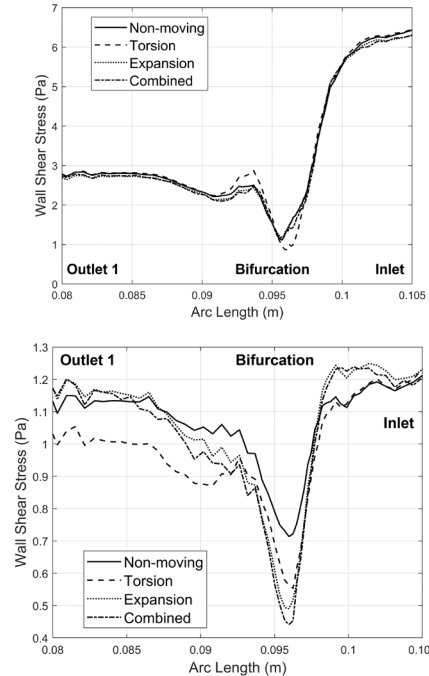 7
6
5
4
3
2
1
0
Wall Shear Stress (Pa)
Non-moving
Torsion
Expansion
Combined
Outlet 1 Bifurcation Inlet
0.08 0.085 0.09 0.095 0.1 0.105
Arc Length (m)
1.3
1.2
1.1
1
0.9
0.8
0.7
0.6
0.5
0.4
Wall Shear Stress (Pa)
Outlet 1 Bifurcation
Inlet
Non-moving
Torsion
Expansion
Combined
0.08 0.085 0.09 0.095 0.1 0.10
Arc Length (m)